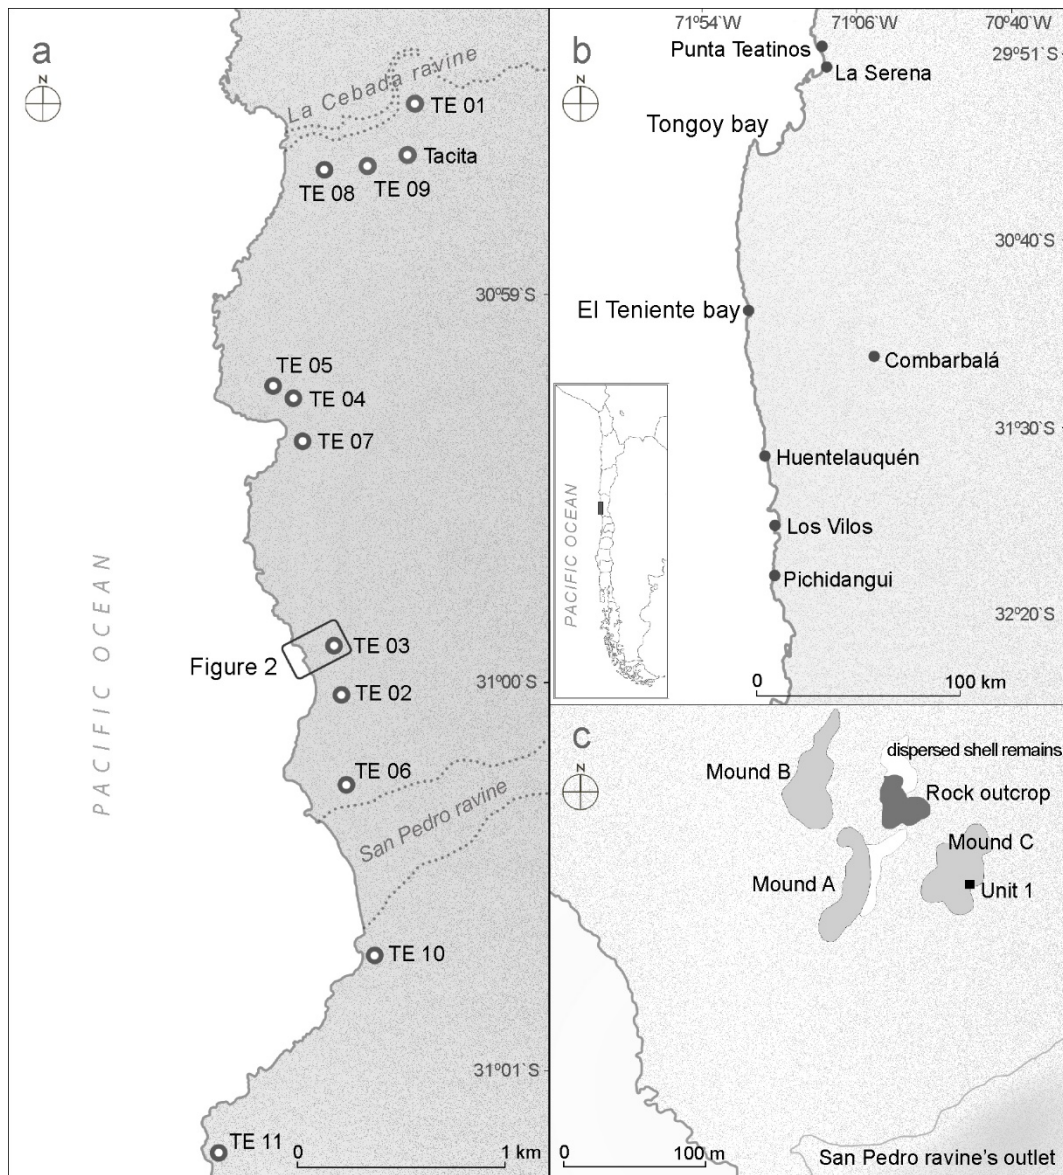 a
N
La Cebada ravine
TE 01
Tacita
TE 08
TE 09
30º59`S
TE 05
TE 04
TE 07
PACIFIC OCEAN
Figure 2
TE 03
31º00`S
TE 02
TE 06
San Pedro ravine
TE 10
31º01`S
TE 11
0
1 km
b
N
71º54`W
71º06`W
70º40`W
Punta Teatinos
29º51`S
La Serena
Tongoy bay
30º40`S
El Teniente bay
Combarbalá
31º30`S
Huentelauquén
Los Vilos
Pichidangui
32º20`S
PACIFIC OCEAN
0
100 km
c
N
dispersed shell remains
Mound B
Rock outcrop
Mound C
Mound A
Unit 1
0
100 m
San Pedro ravine's outlet